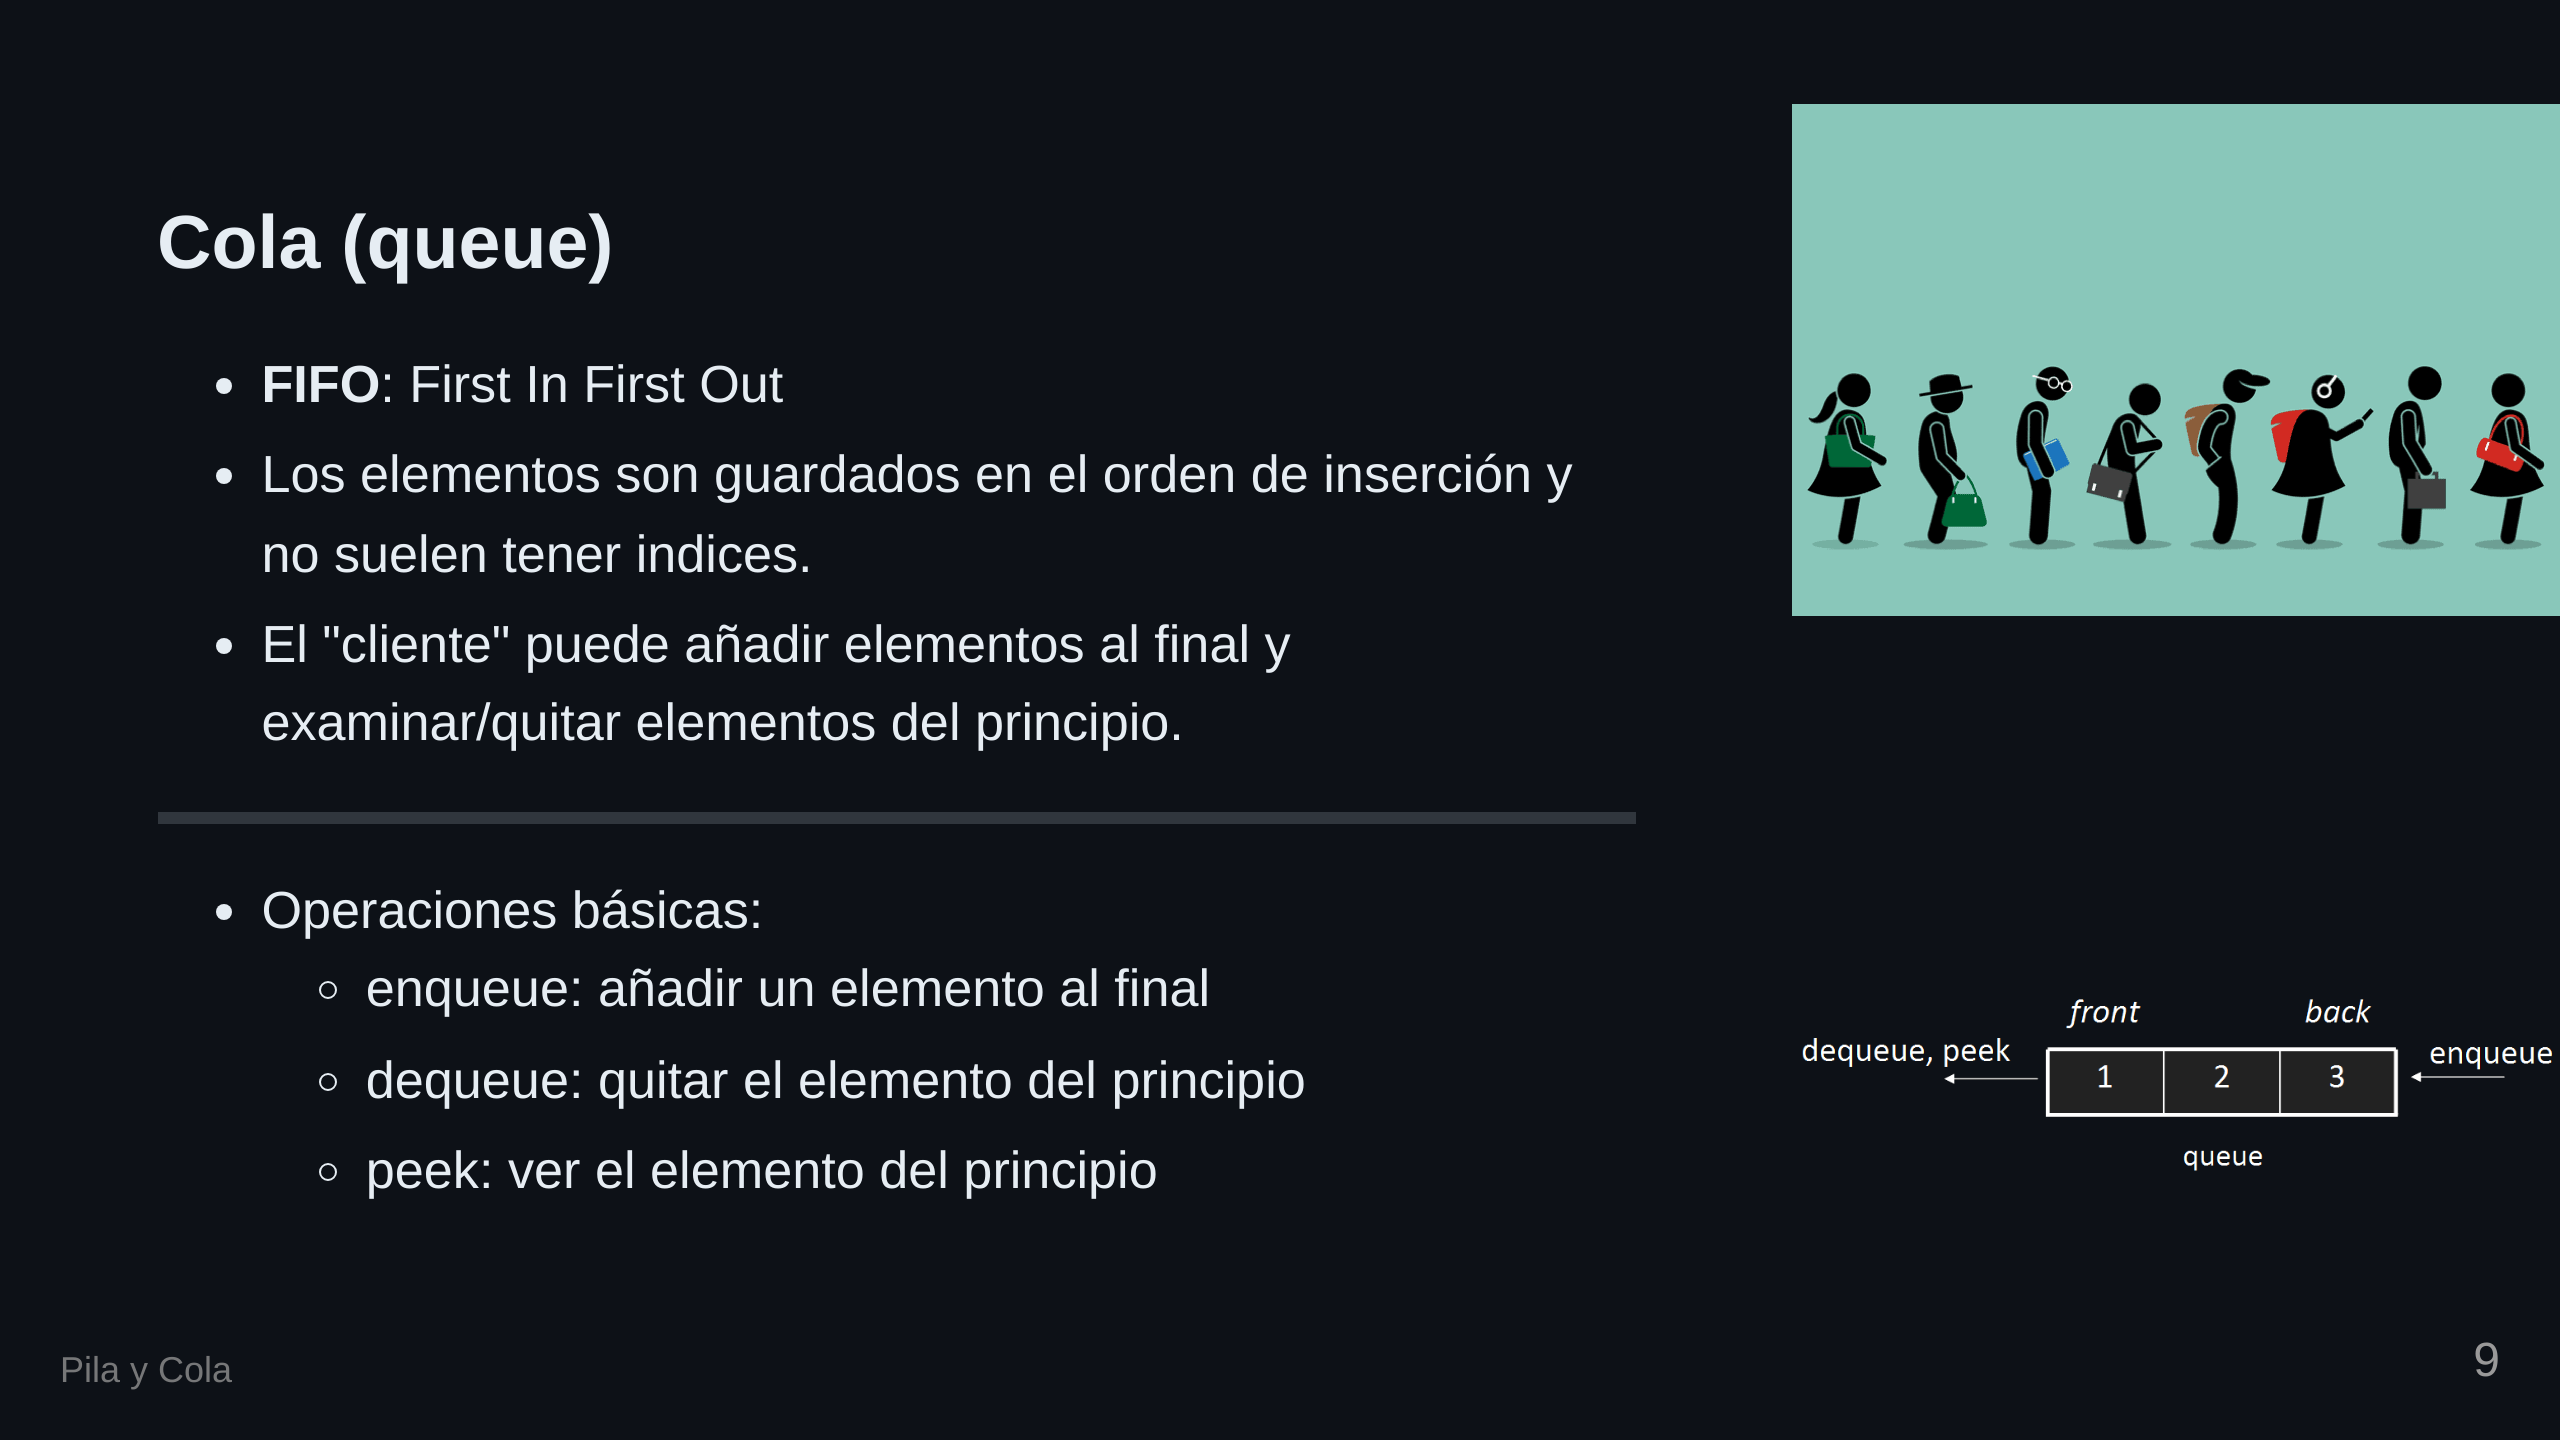 Cola (queue)
FIFO: First In First Out
Los elementos son guardados en el orden de inserción y
no suelen tener indices.
El "cliente" puede añadir elementos al final y
examinar/quitar elementos del principio.
Operaciones básicas:
enqueue: añadir un elemento al final
dequeue: quitar el elemento del principio
peek: ver el elemento del principio
front back
dequeue, peek enqueue
1 2 3
queue
Pila y Cola
9